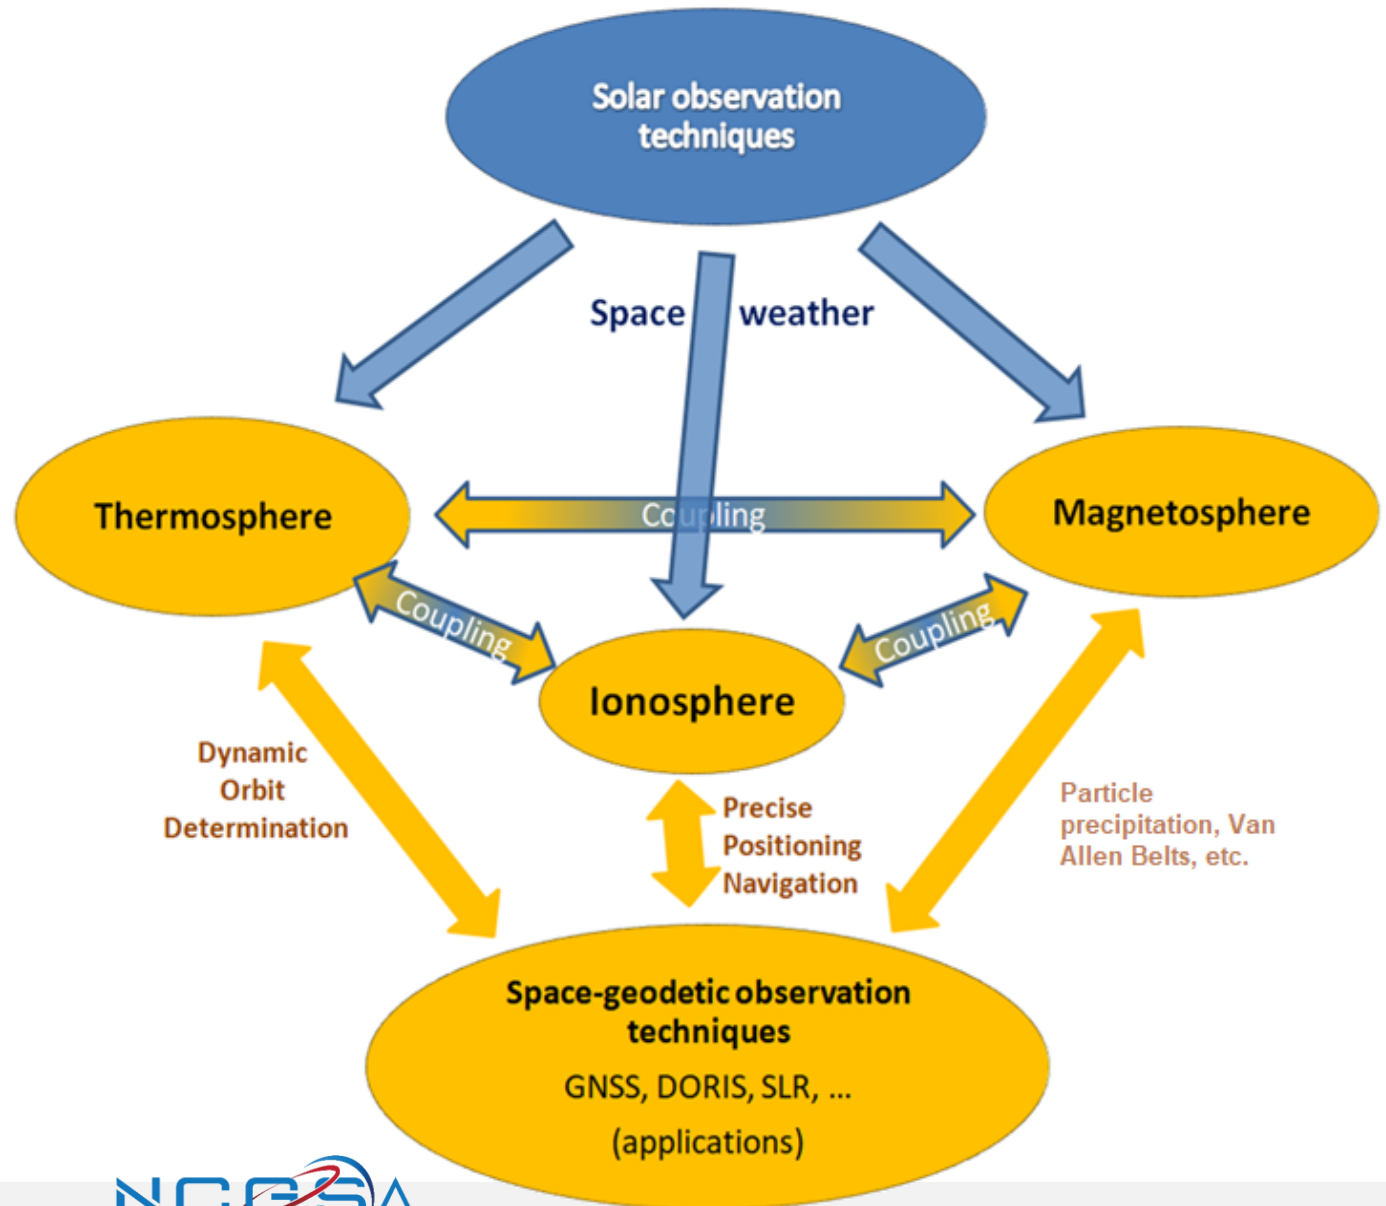 Solar observation
techniques
Space weather
Thermosphere
Coupling
Magnetosphere
Coupling
Coupling
Ionosphere
Dynamic
Orbit
Determination
Precise
Positioning
Navigation
Particle
precipitation, Van
Allen Belts, etc.
Space-geodetic observation
techniques
GNSS, DORIS, SLR, ...
(applications)
NCGSA